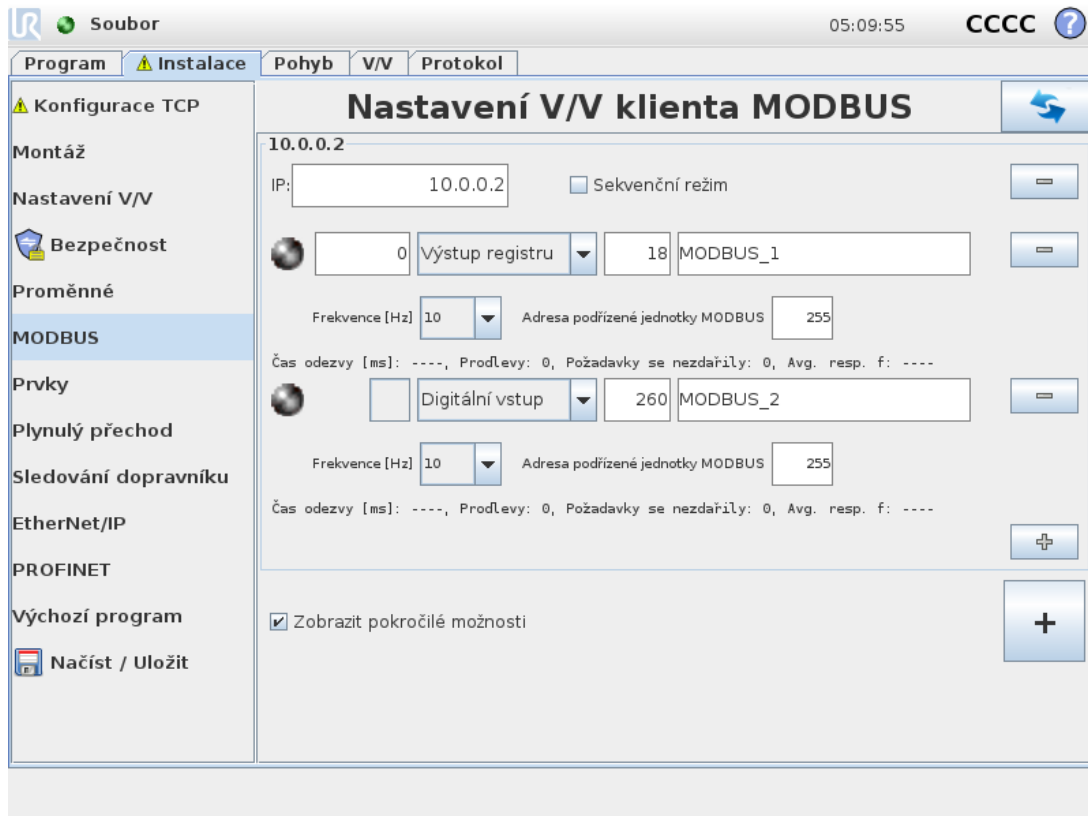 UR Soubor 05:09:55 CCCC ?
Program Instalace Pohyb V/V Protokol
Konfigurace TCP
Montáž
Nastavení V/V
Bezpečnost
Proměnné
MODBUS
Prvky
Plynulý přechod
Sledování dopravníku
EtherNet/IP
PROFINET
Výchozí program
Načíst / Uložit
Nastavení V/V klienta MODBUS
10.0.0.2
IP: 10.0.0.2 Sekvenční režim
0 Výstup registru 18 MODBUS_1
Frekvence [Hz] 10 Adresa podřízené jednotky MODBUS 255
Čas odezvy [ms]: ----, Prodlevy: 0, Požadavky se nezdařily: 0, Avg. resp. f: ----
Digitální vstup 260 MODBUS_2
Frekvence [Hz] 10 Adresa podřízené jednotky MODBUS 255
Čas odezvy [ms]: ----, Prodlevy: 0, Požadavky se nezdařily: 0, Avg. resp. f: ----
Zobrazit pokročilé možnosti